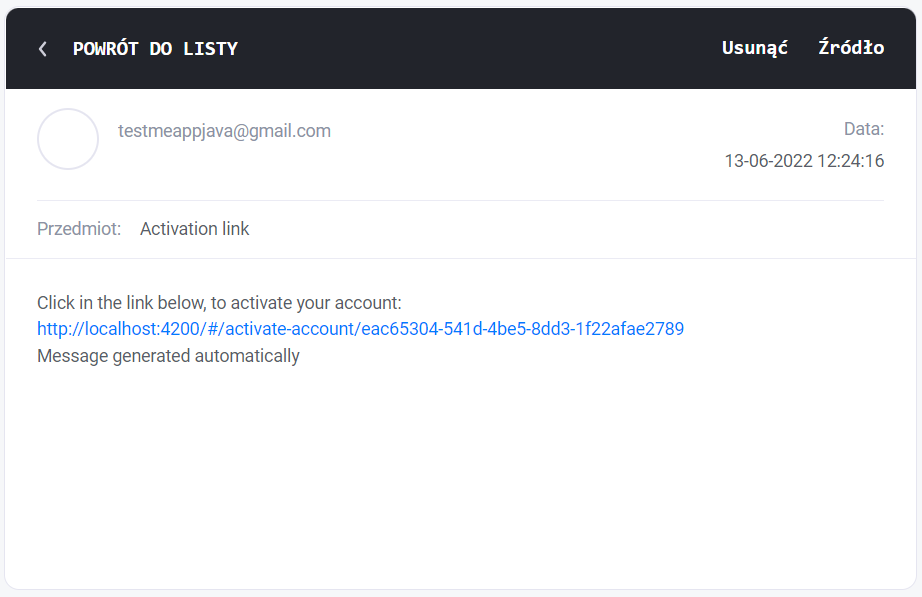 POWRÓT DO LISTY
Usunąć
Źródło
testmeappjava@gmail.com
Data:
13-06-2022 12:24:16
Przedmiot: Activation link
Click in the link below, to activate your account:
http://localhost:4200/#/activate-account/eac65304-541d-4be5-8dd3-1f22afae2789
Message generated automatically